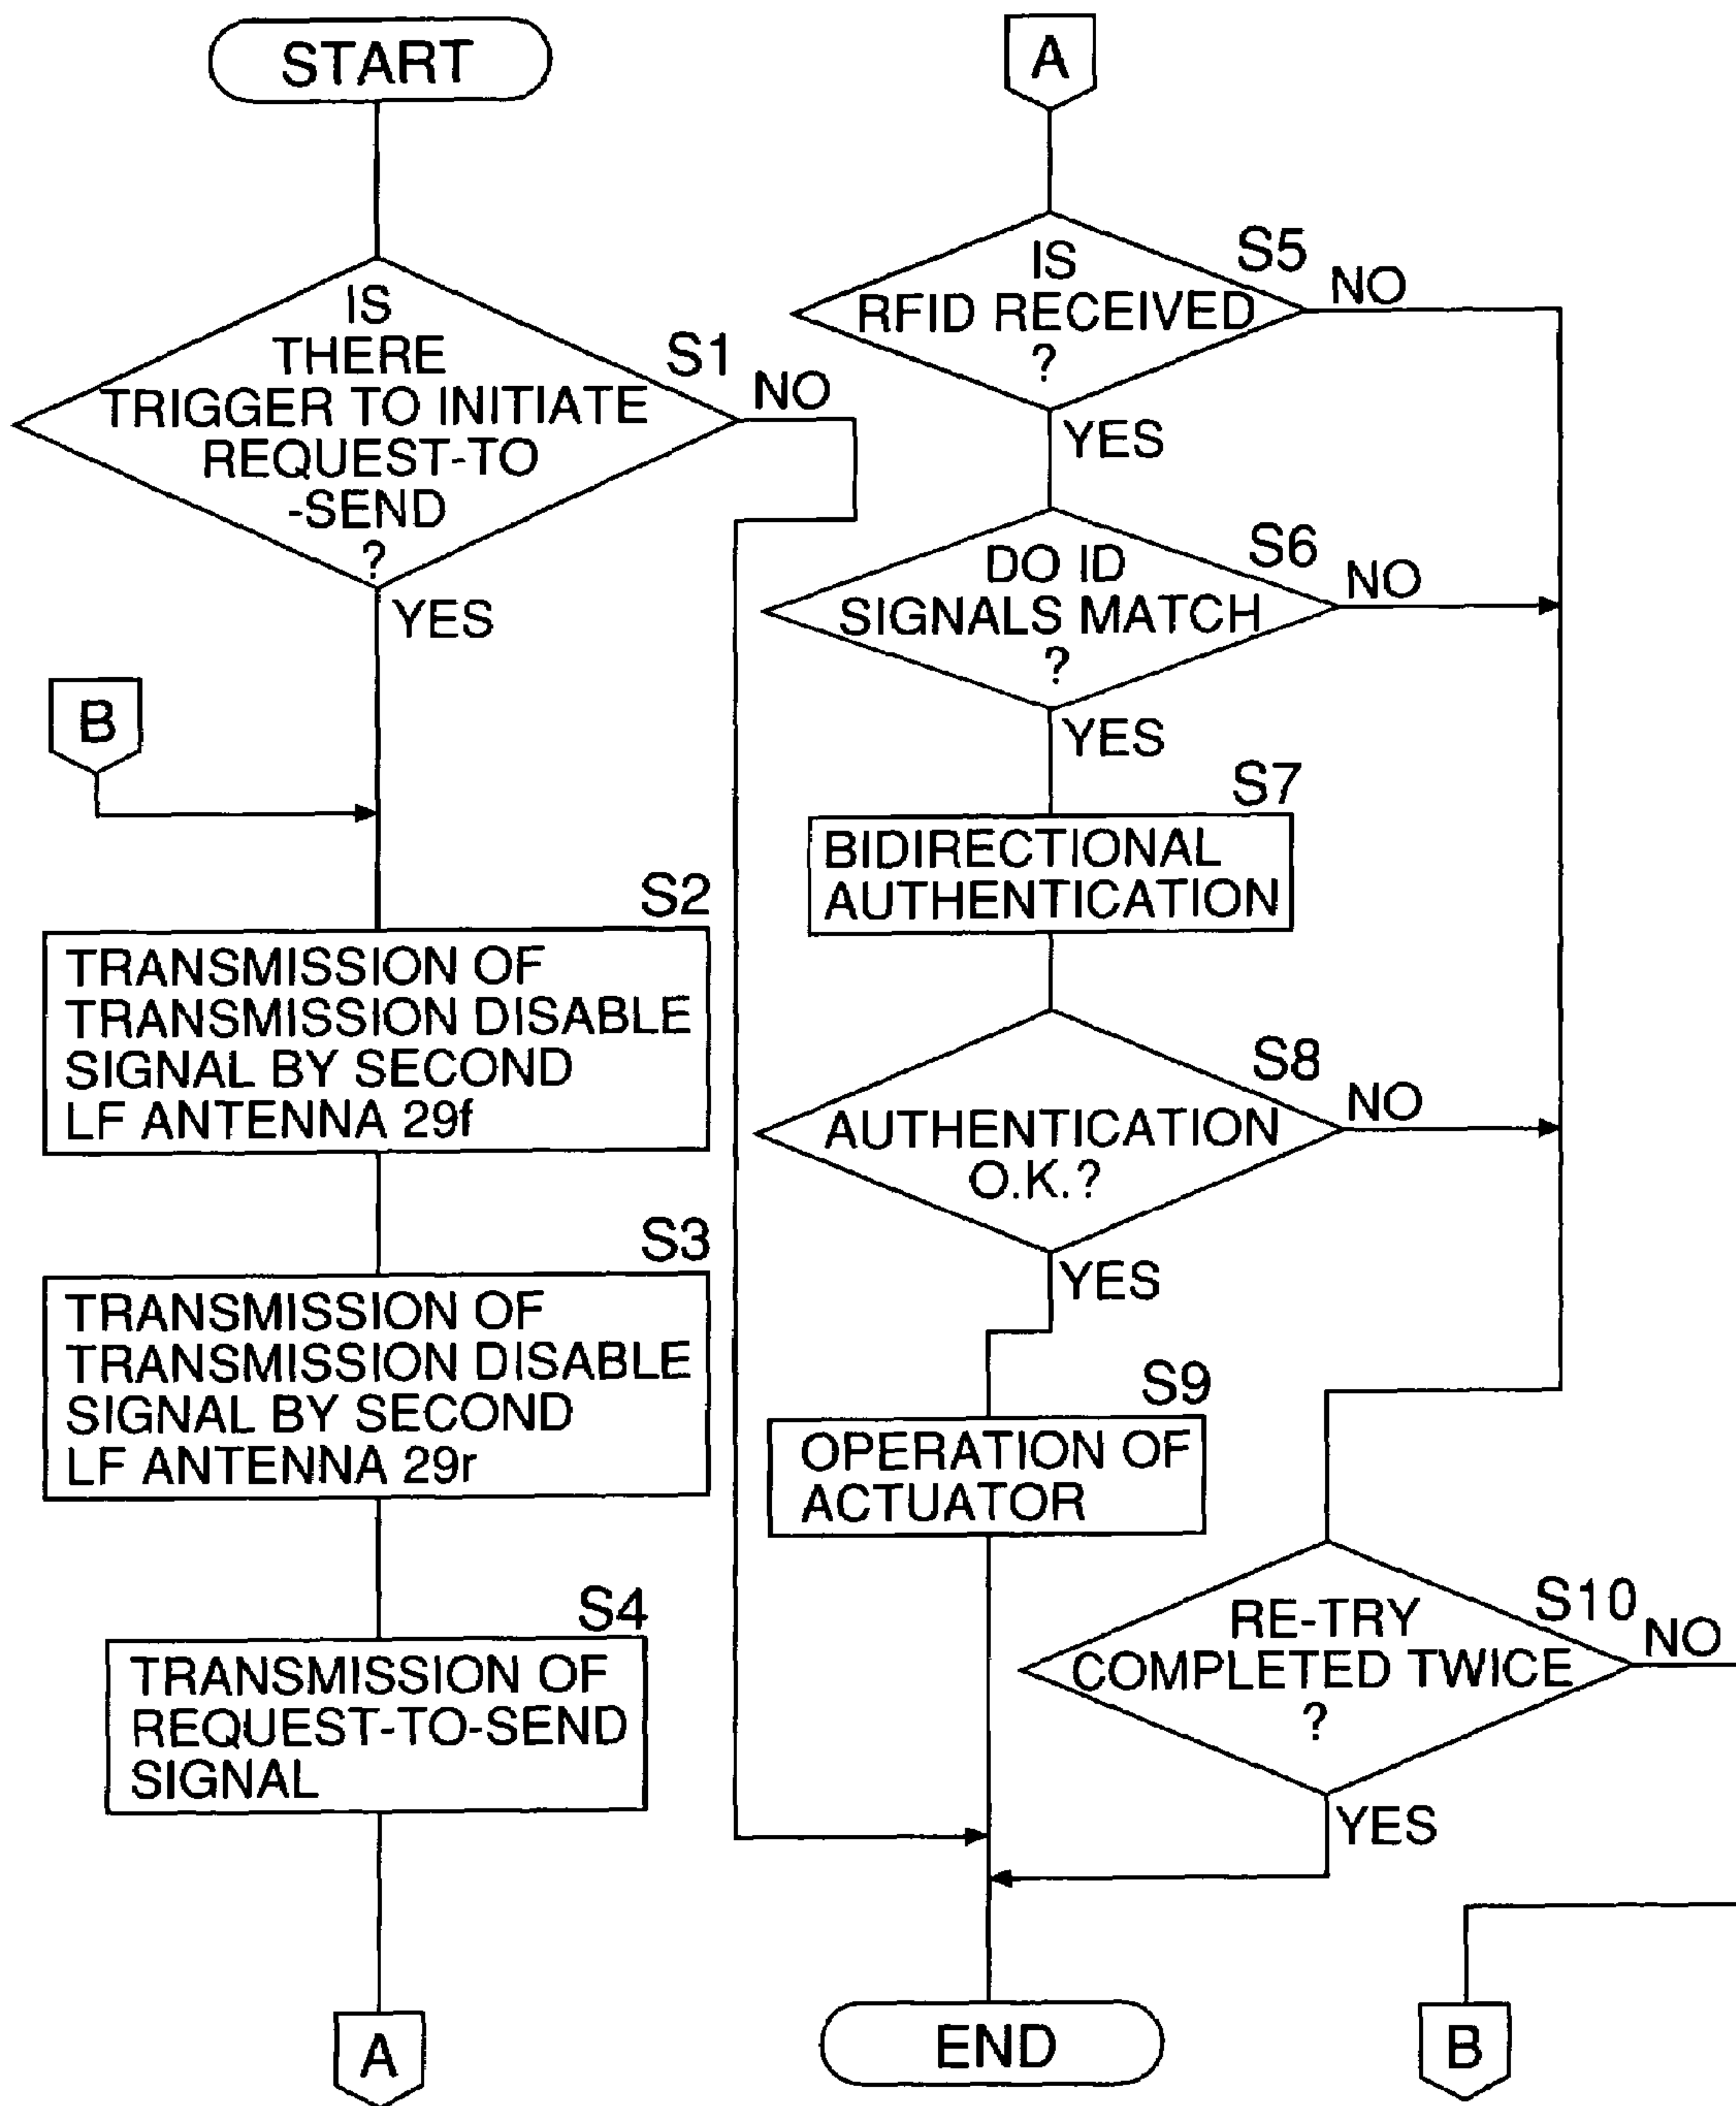 START
IS
THERE
TRIGGER TO INITIATE
REQUEST-TO
-SEND
?
S1
NO
YES
B
S2
TRANSMISSION OF
TRANSMISSION DISABLE
SIGNAL BY SECOND
LF ANTENNA 29f
S3
TRANSMISSION OF
TRANSMISSION DISABLE
SIGNAL BY SECOND
LF ANTENNA 29r
S4
TRANSMISSION OF
REQUEST-TO-SEND
SIGNAL
A
A
IS
RFID RECEIVED
?
S5
NO
YES
DO ID
SIGNALS MATCH
?
S6
NO
YES
S7
BIDIRECTIONAL
AUTHENTICATION
S8
AUTHENTICATION
O.K.?
NO
YES
S9
OPERATION OF
ACTUATOR
RE-TRY
COMPLETED TWICE
?
S10
NO
YES
END
B